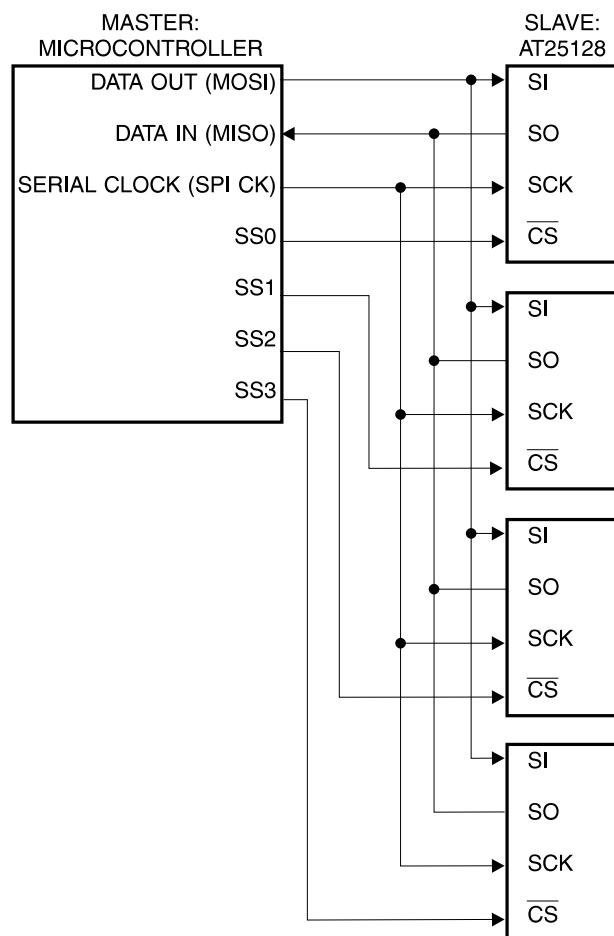 MASTER:
MICROCONTROLLER
DATA OUT (MOSI)
DATA IN (MISO)
SERIAL CLOCK (SPI CK)
SS0
SS1
SS2
SS3
SLAVE:
AT25128
SI
SO
SCK
CS
SI
SO
SCK
CS
SI
SO
SCK
CS
SI
SO
SCK
CS